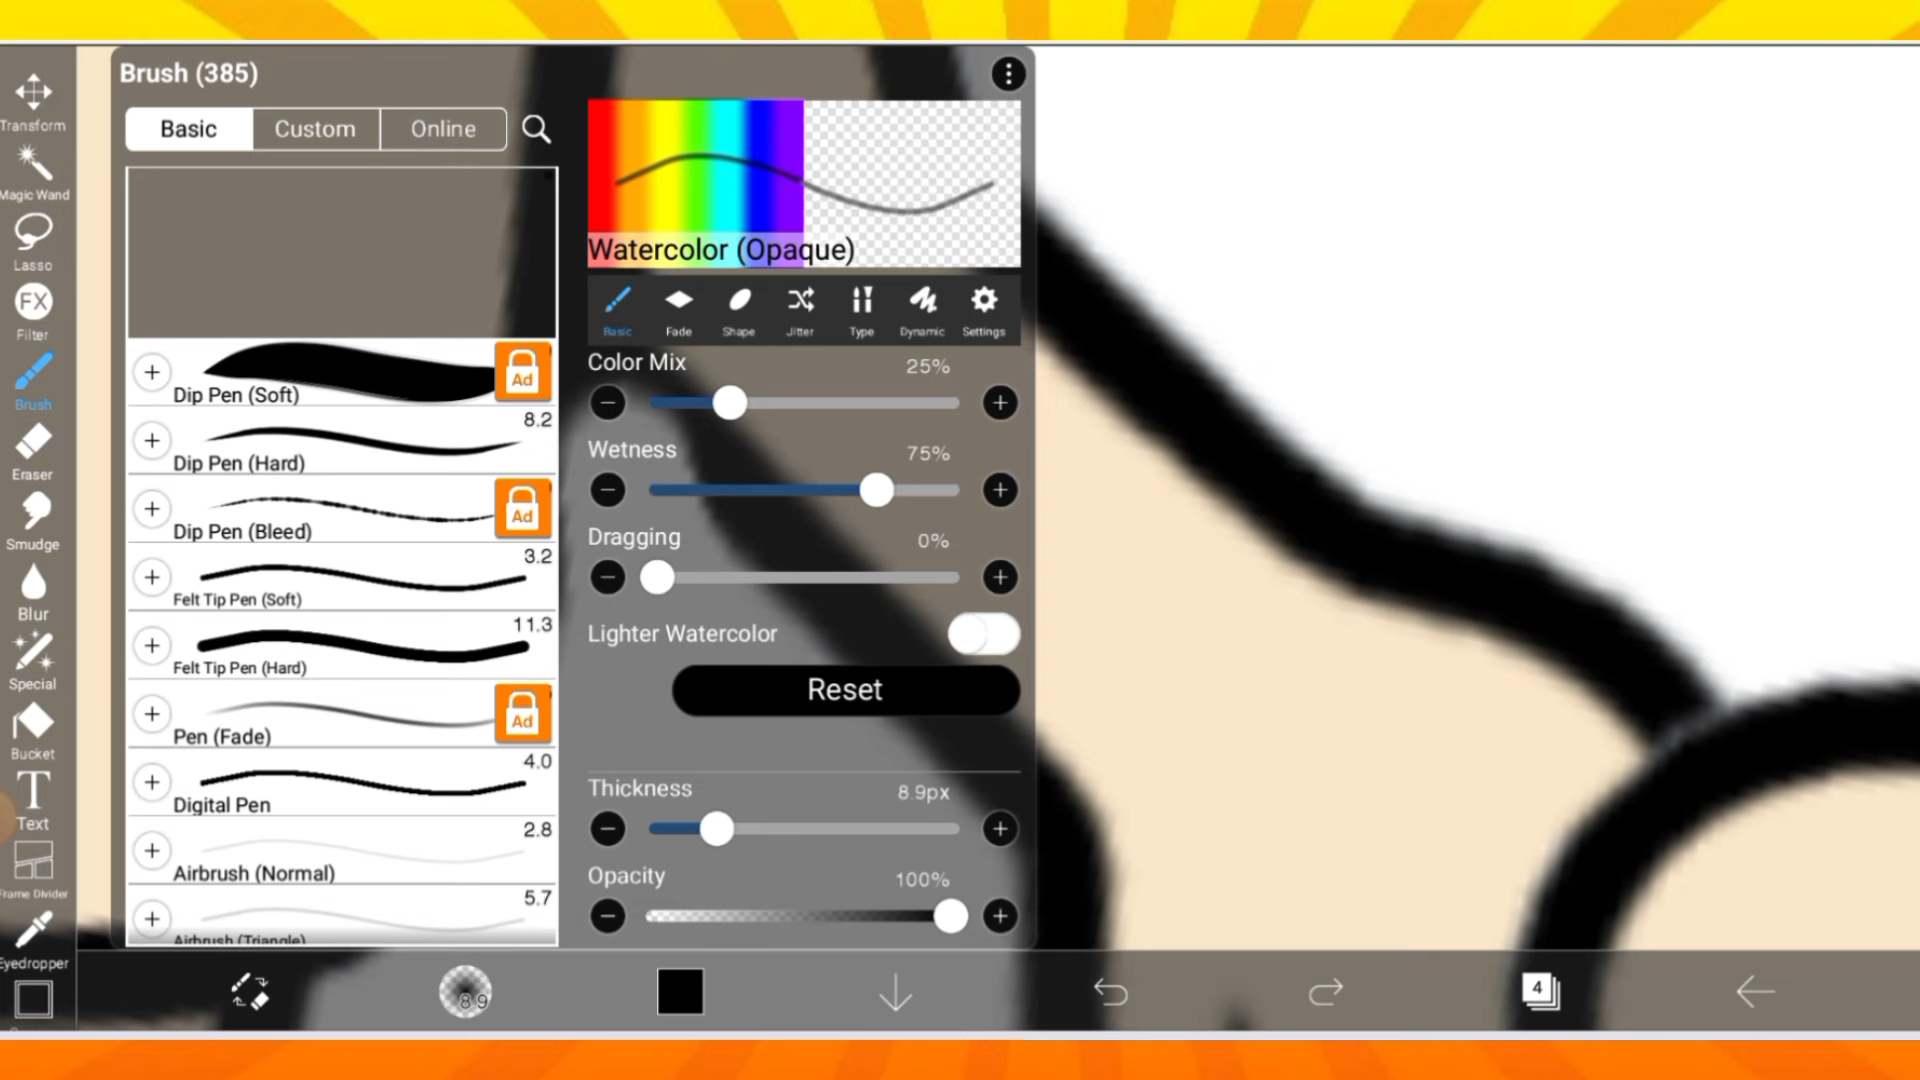 Brush (385)
Basic
Custom
Online
Transform
Magic Wand
Lasso
FX
Filter
Brush
Eraser
Smudge
Blur
Special
Bucket
T
Text
Frame Divider
Eyedropper
Ad
Dip Pen (Soft)
8.2
Dip Pen (Hard)
Ad
Dip Pen (Bleed)
3.2
Felt Tip Pen (Soft)
11.3
Felt Tip Pen (Hard)
Ad
Pen (Fade)
4.0
Digital Pen
2.8
Airbrush (Normal)
5.7
Airbrush (Triangle)
Watercolor (Opaque)
Basic Fade Shape Jitter Type Dynamic Settings
Color Mix 25%
Wetness 75%
Dragging 0%
Lighter Watercolor
Reset
Thickness 8.9px
Opacity 100%
8.9
4